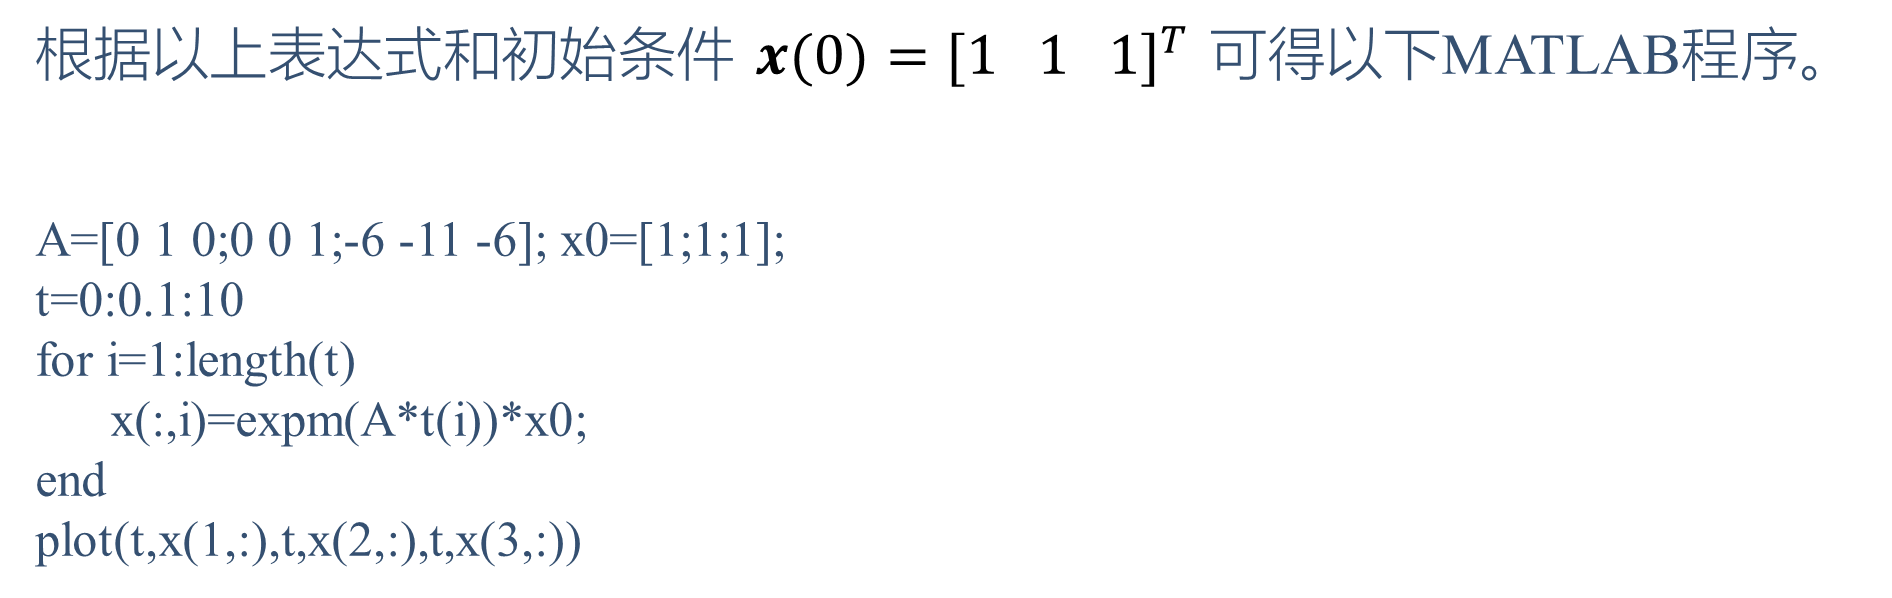 根据以上表达式和初始条件 x(0) = [1 1 1]^T 可得以下MATLAB程序。
A=[0 1 0;0 0 1;-6 -11 -6]; x0=[1;1;1];
t=0:0.1:10
for i=1:length(t)
x(:,i)=expm(A*t(i))*x0;
end
plot(t,x(1,:),t,x(2,:),t,x(3,:))